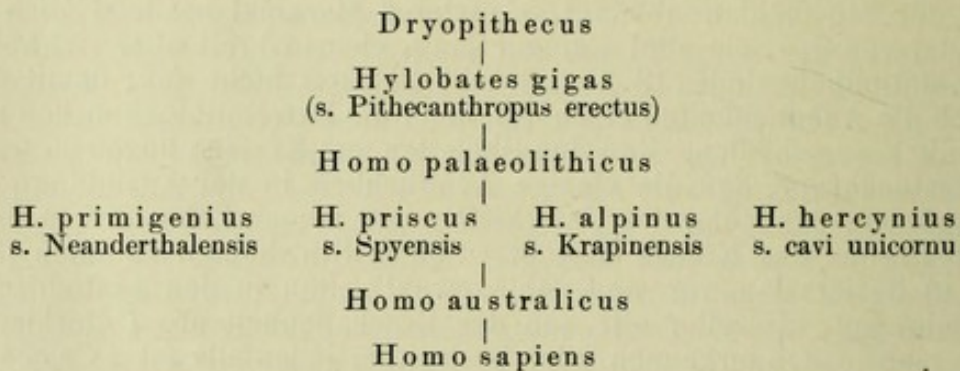 Dryopithecus
Hylobates gigas
(s. Pithecanthropus erectus)
Homo palaeolithicus
H. primigenius H. priscus H. alpinus H. hercynius
s. Neanderthalensis s. Spyensis s. Krapinensis s. cavi unicornu
Homo australicus
Homo sapiens